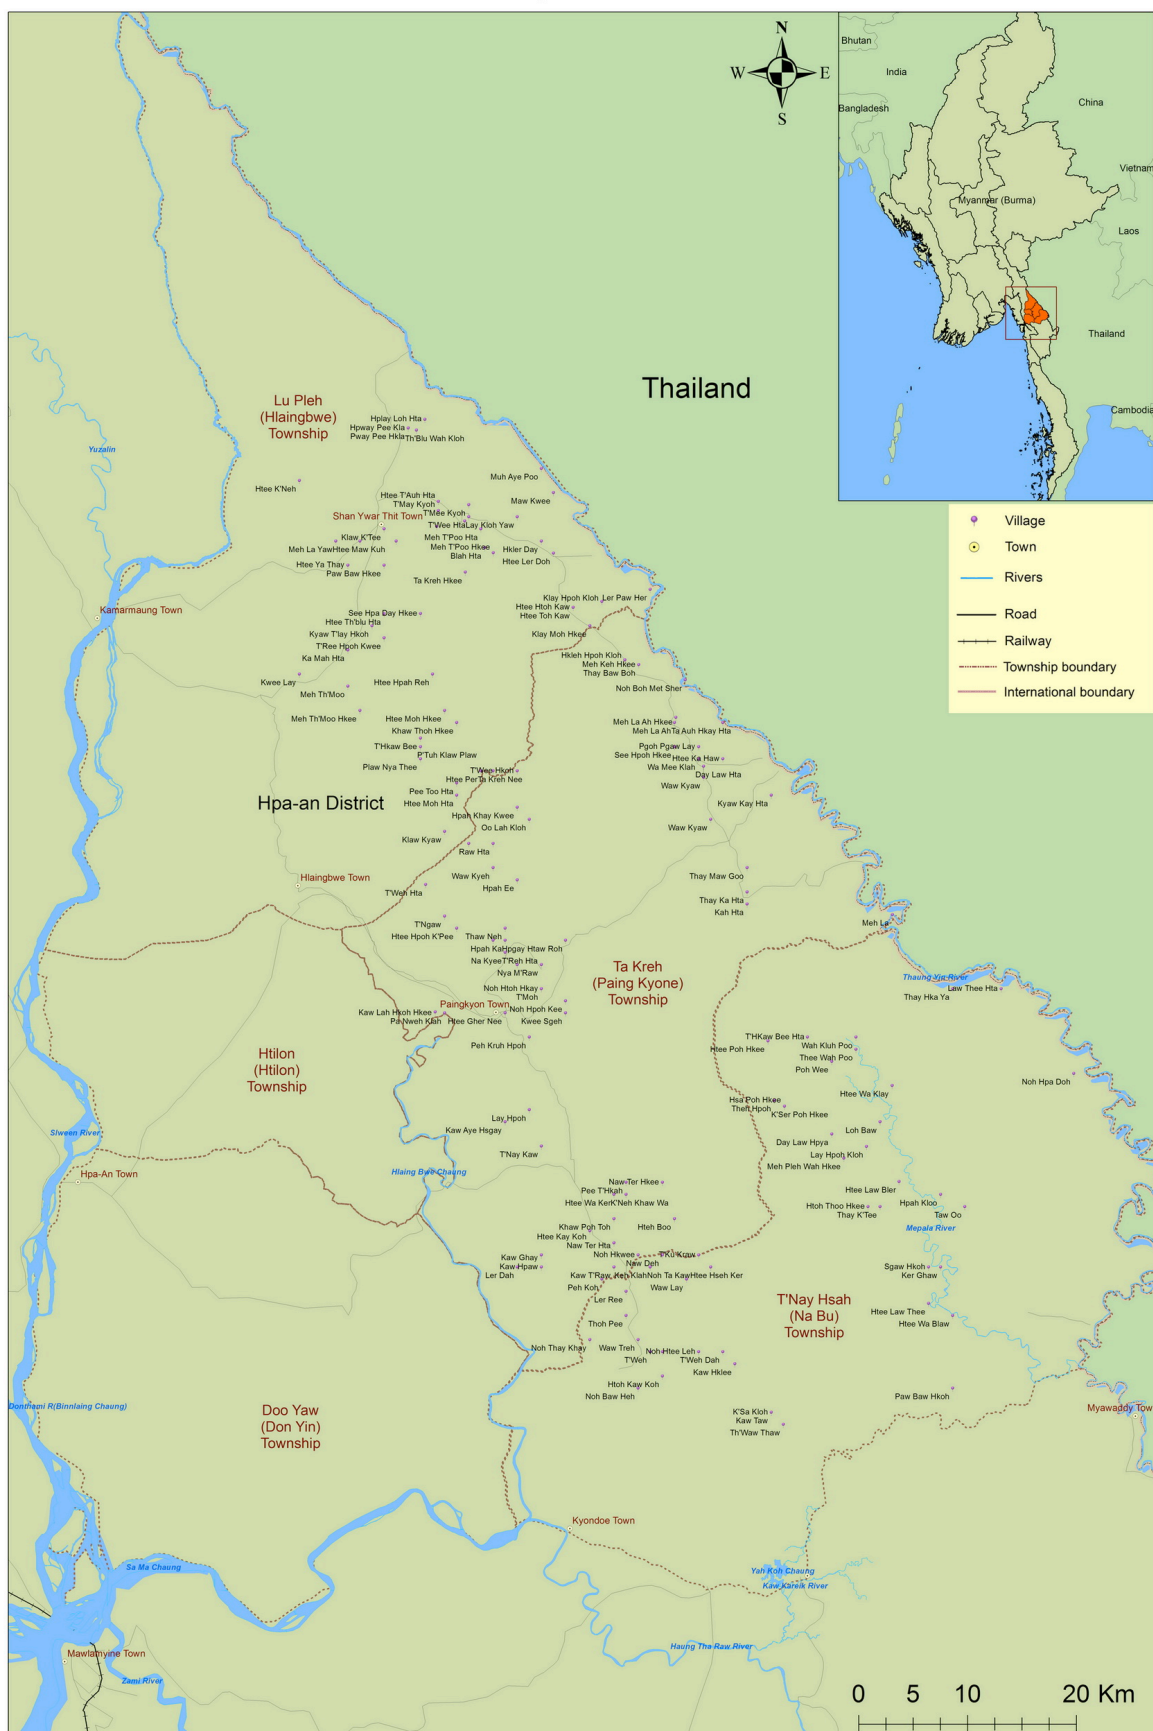 N
W
E
S
Bhutan
India
China
Bangladesh
Vietnam
Myanmar (Burma)
Laos
Thailand
Cambodia
Thailand
Village
Town
Rivers
Road
Railway
Township boundary
International boundary
Lu Pleh
(Hlaingbwe)
Township
Hplay Loh Hta
Hpway Pee Kla
Pway Pee Hkla
Th'Blu Wah Kloh
Yuzalin
Muh Aye Poo
Htee K'Neh
Htee T'Auh Hta
Maw Kwee
T'May Kyoh
T'Mee Kyoh
Shan Ywar Thit Town
T'Wee Hta
Lay Kloh Yaw
Klaw K'Tee
Meh T'Poo Hta
Meh La Yaw
Htee Maw Kuh
Meh T'Poo Hkee
Hkler Day
Blah Hta
Htee Ler Doh
Htee Ya Thay
Paw Baw Hkee
Ta Kreh Hkee
Klay Hpoh Kloh
Ler Paw Her
Kamarmaung Town
See Hpa Day Hkee
Htee Htoh Kaw
Htee Toh Kaw
Htee Th'blu Hta
Kyaw T'lay Hkoh
Klay Moh Hkee
T'Ree Hpoh Kwee
Ka Mah Hta
Hkleh Hpoh Kloh
Meh Keh Hkee
Thay Baw Boh
Kwee Lay
Htee Hpah Reh
Noh Boh Met Sher
Meh Th'Moo
Meh Th'Moo Hkee
Htee Moh Hkee
Meh La Ah Hkee
Khaw Thoh Hkee
Meh La Ah
Ta Auh Hkay Hta
T'Hkaw Bee
Pgoh Pgaw Lay
P'Tuh Klaw Plaw
See Hpoh Hkee
Htee Ka Haw
Plaw Nya Thee
Wa Mee Klah
T'Wee Hkoh
Day Law Hta
Htee Per
Ta Kreh Nee
Waw Kyaw
Pee Too Hta
Hpa-an District
Htee Moh Hta
Kyaw Kay Hta
Hpah Khay Kwee
Oo Lah Kloh
Waw Kyaw
Klaw Kyaw
Raw Hta
Waw Kyeh
Thay Maw Goo
Hlaingbwe Town
Hpah Ee
T'Weh Hta
Thay Ka Hta
Kah Hta
T'Ngaw
Meh La
Htee Hpoh K'Pee
Thaw Neh
Hpah Ka
Hpgay Htaw Roh
Na Kyee
T'Reh Hta
Nya M'Raw
Ta Kreh
(Paing Kyone)
Township
Thaung Yin River
Noh Htoh Hkay
Law Thee Hta
T'Moh
Thay Hka Ya
Paingkyon Town
Noh Hpoh Kee
Kaw Lah Hkoh Hkee
Pa Nweh Klah
Htee Gher Nee
Kwee Sgeh
T'HKaw Bee Hta
Peh Kruh Hpoh
Htee Poh Hkee
Wah Kluh Poo
Htilon
(Htilon)
Township
Thee Wah Poo
Poh Wee
Noh Hpa Doh
Htee Wa Klay
Hsa Poh Hkee
Theft Hpoh
K'Ser Poh Hkee
Lay Hpoh
Kaw Aye Hsgay
Loh Baw
Slween River
Day Law Hpya
T'Nay Kaw
Lay Hpoh Kloh
Meh Pleh Wah Hkee
Hpa-An Town
Hlaing Bwe Chaung
Naw Ter Hkee
Pee T'Hkah
Htee Law Bler
Htee Wa Ker
K'Neh Khaw Wa
Hpah Kloo
Htoh Thoo Hkee
Thay K'Tee
Taw Oo
Khaw Poh Toh
Hteh Boo
Mepala River
Htee Kay Koh
Naw Ter Hta
Kaw Ghay
Noh Hkwee
T'Ku Kraw
Kaw Hpaw
Naw Deh
Sgaw Hkoh
Ler Dah
Kaw T'Raw
Keh Klah
Noh Ta Kaw
Htee Hseh Ker
Ker Ghaw
Peh Koh
Waw Lay
Ler Ree
T'Nay Hsah
(Na Bu)
Township
Htee Law Thee
Thoh Pee
Htee Wa Blaw
Noh Thay Khay
Waw Treh
Noh Htee Leh
T'Weh
T'Weh Dah
Kaw Hklee
Htoh Kaw Koh
Noh Baw Heh
Paw Baw Hkoh
Donthami R(Binnlaing Chaung)
Doo Yaw
(Don Yin)
Township
K'Sa Kloh
Kaw Taw
Th'Waw Thaw
Myawaddy Tow
Kyondoe Town
Sa Ma Chaung
Yah Koh Chaung
Kaw Kareik River
Haung Tha Raw River
Mawlamyine Town
Zami River
0 5 10 20 Km